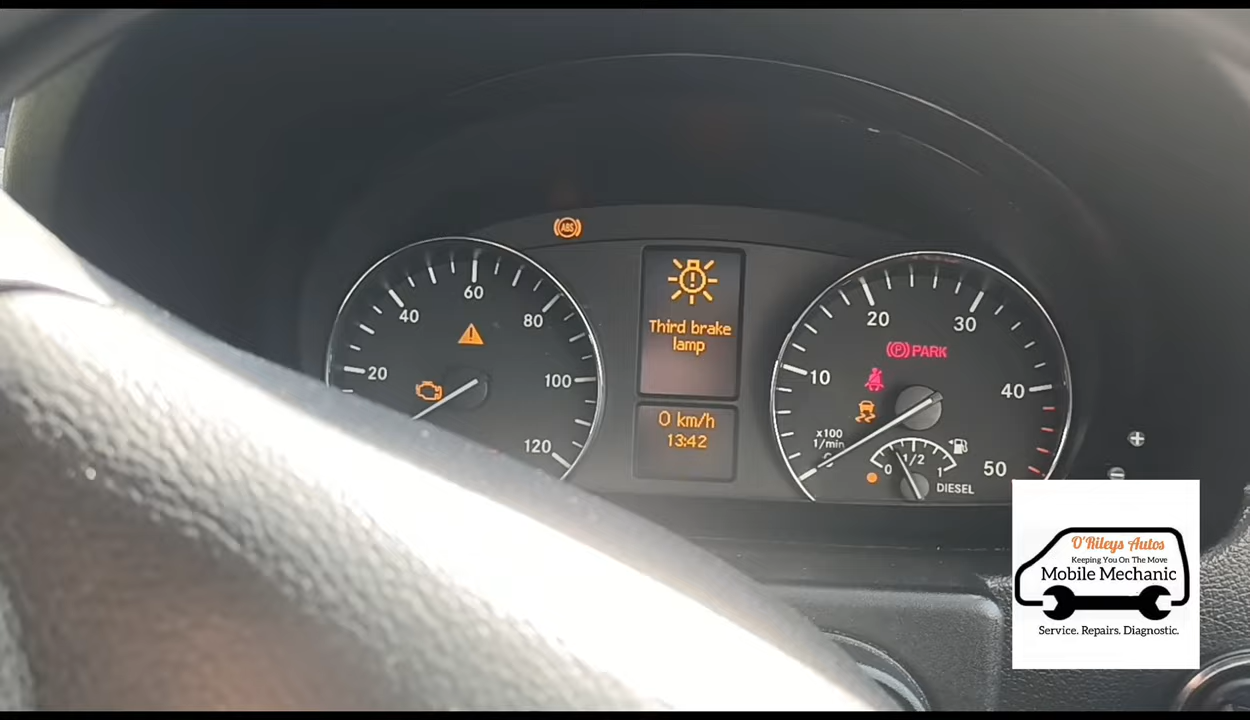 ABS
20
40
60
80
100
120
Third brake
lamp
0 km/h
13:42
10
20
30
40
50
PARK
x100
1/min
0
0
1/2
1
DIESEL
O'Rileys Autos
Keeping You On The Move
Mobile Mechanic
Service. Repairs. Diagnostic.